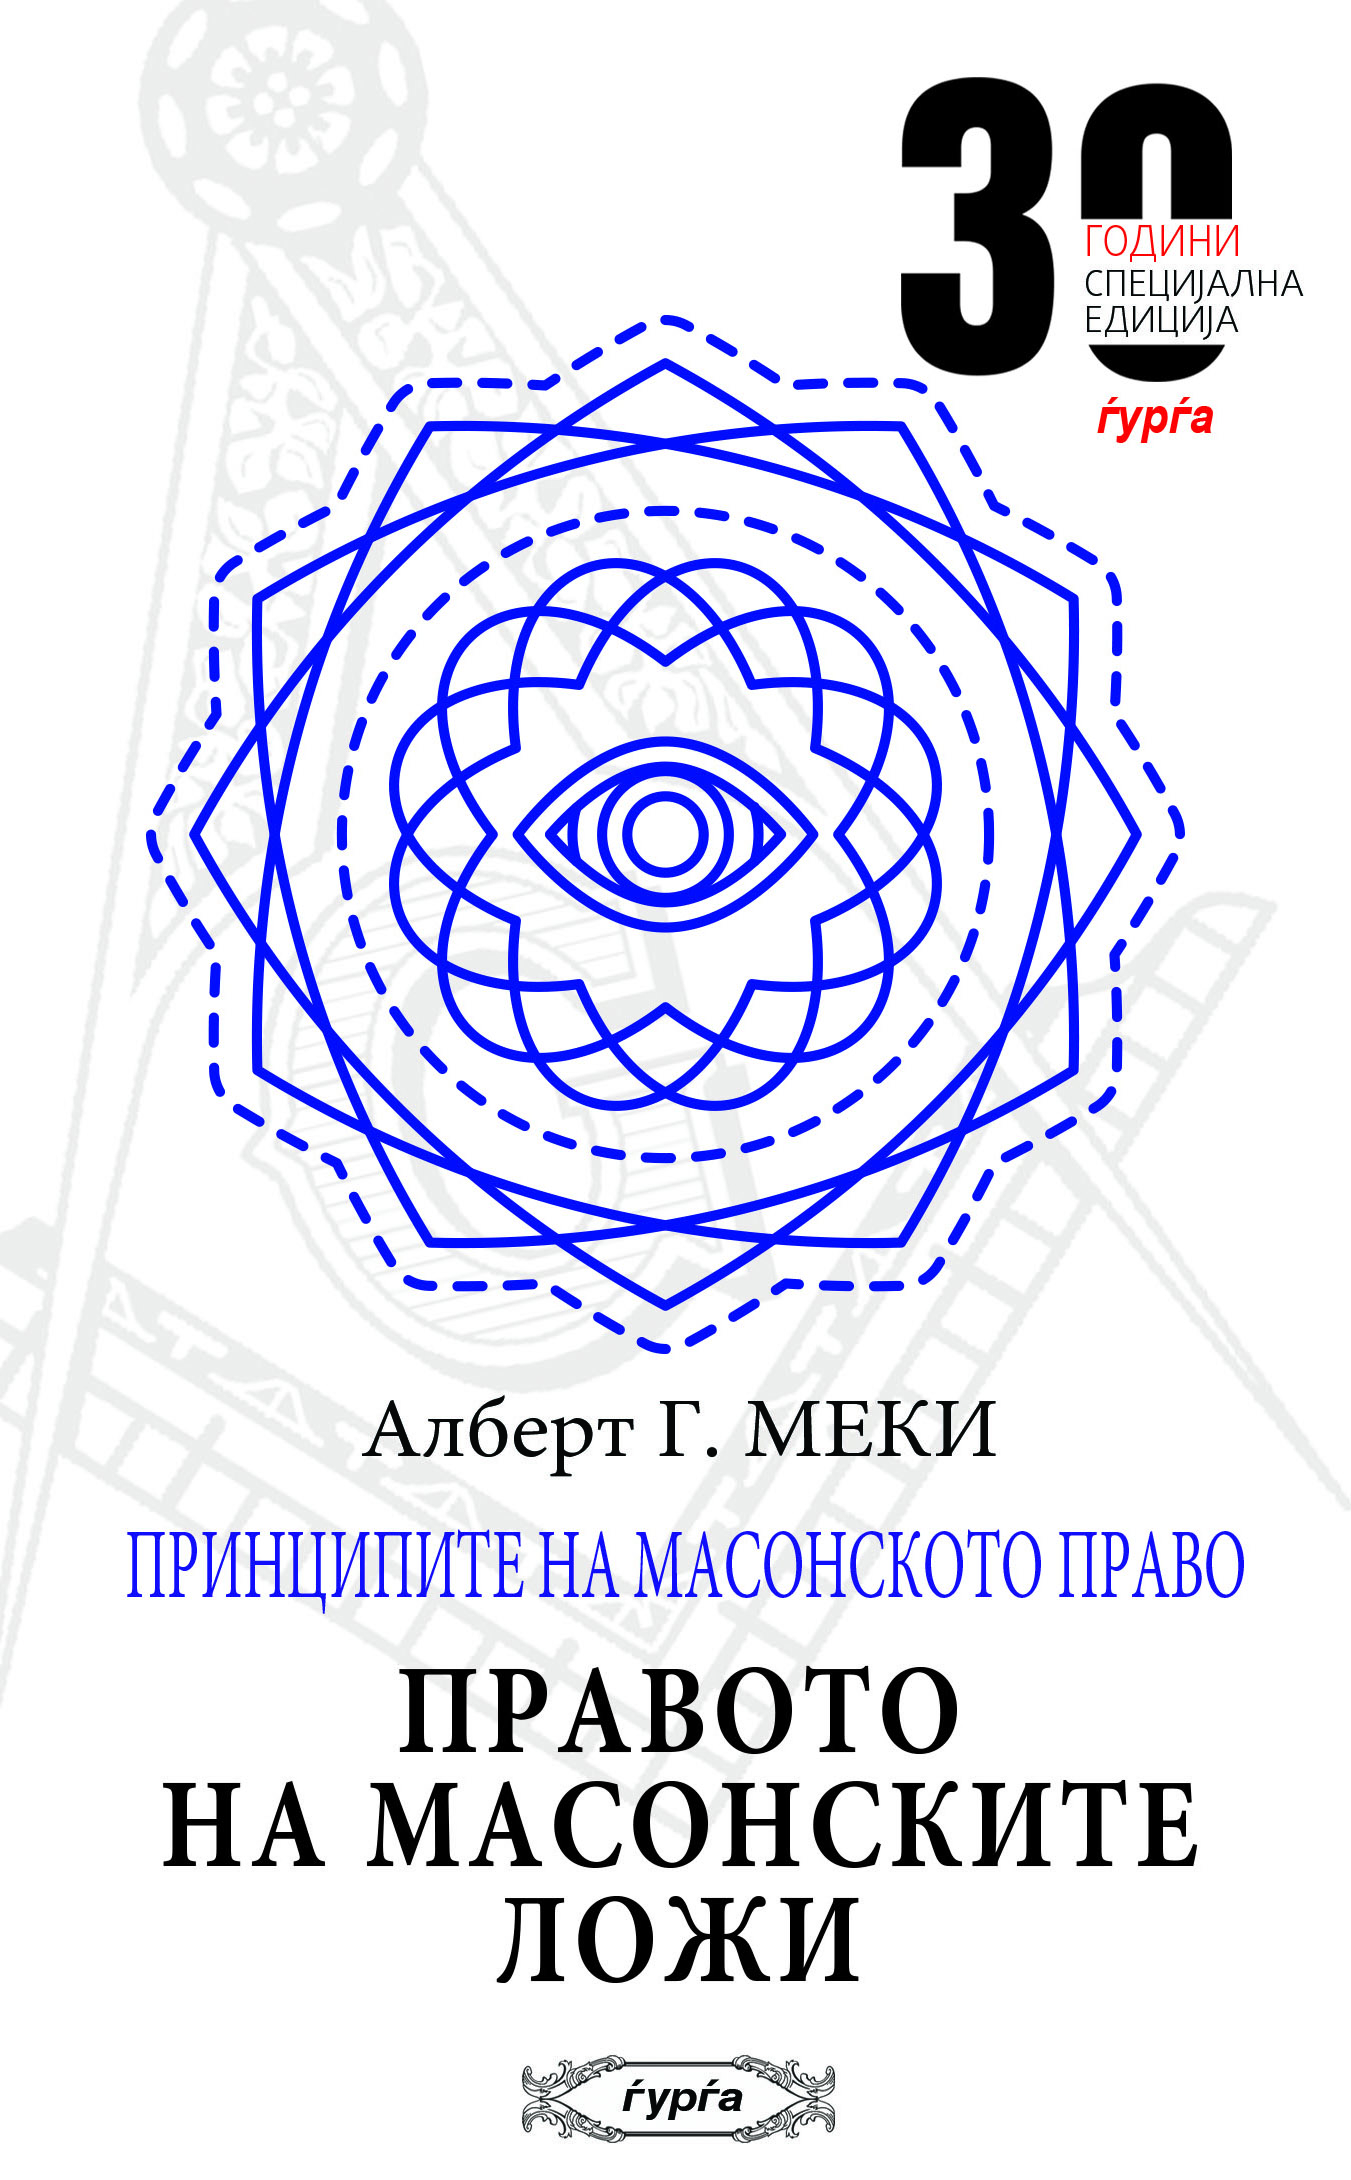 30
ГОДИНИ
СПЕЦИЈАЛНА
ЕДИЦИЈА
ѓурѓа
Алберт Г. МЕКИ
ПРИНЦИПИТЕ НА МАСОНСКОТО ПРАВО
ПРАВОТО
НА МАСОНСКИТЕ
ЛОЖИ
ѓурѓа